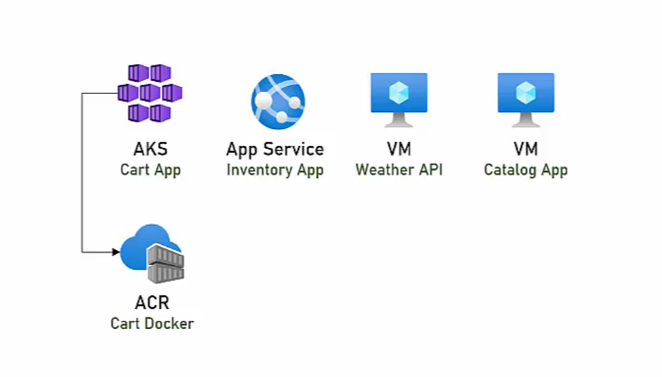 AKS
Cart App
App Service
Inventory App
VM
Weather API
VM
Catalog App
ACR
Cart Docker